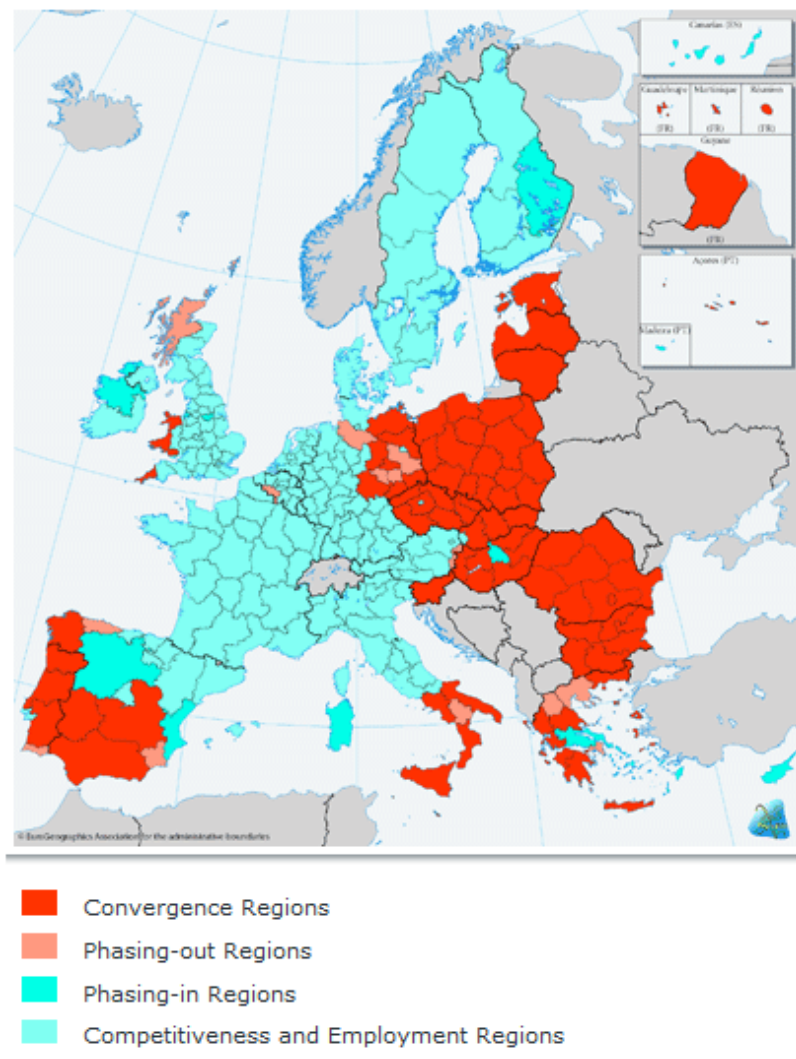 Canarias (ES)
Guadeloupe
Martinique
Réunion
(FR)
(FR)
(FR)
Guyane
(FR)
Açores (PT)
Madeira (PT)
© EuroGeographics Association for the administrative boundaries
Convergence Regions
Phasing-out Regions
Phasing-in Regions
Competitiveness and Employment Regions